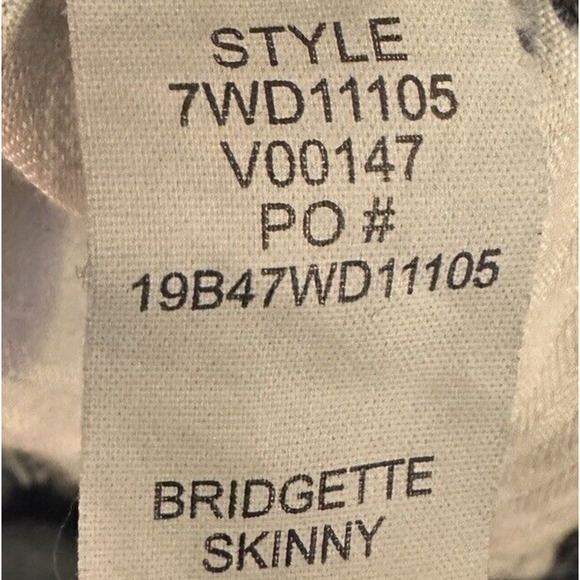 STYLE
7WD11105
V00147
PO #
19B47WD11105
BRIDGETTE
SKINNY